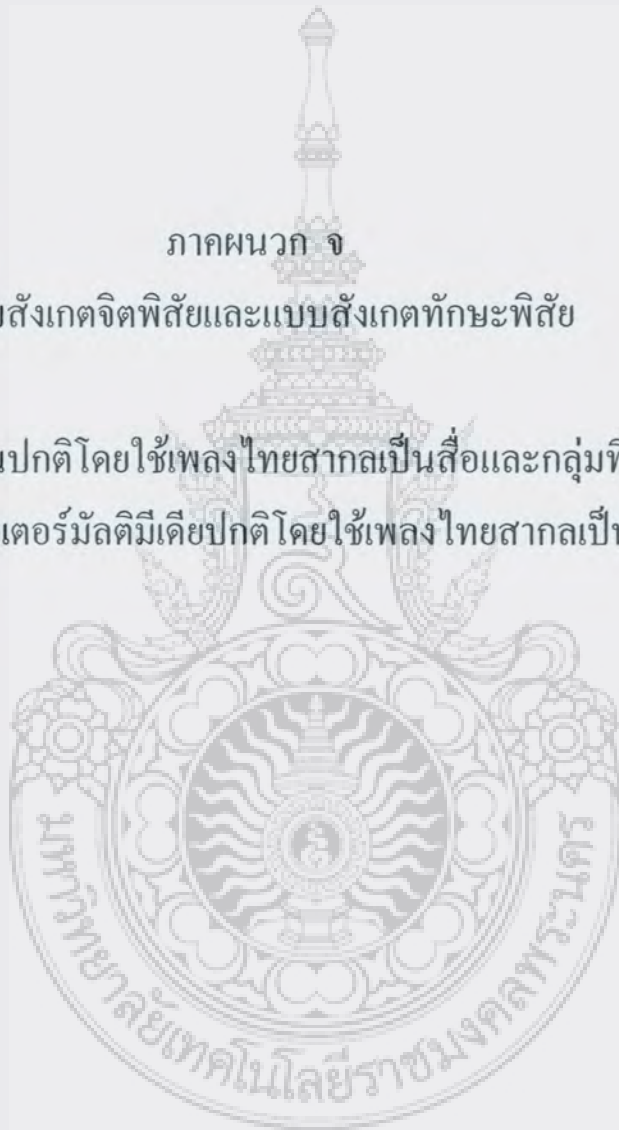 ภาคผนวก จ
สังเกตจิตพิสัยและแบบสังเกตทักษะพิสัย
ปกติโดยใช้เพลงไทยสากลเป็นสื่อและกลุ่ม
เตอร์มัลติมีเดียปกติโดยใช้เพลงไทยสากลเป็น
มหาวิทยาลัยเทคโนโลยีราชมงคลพระนคร